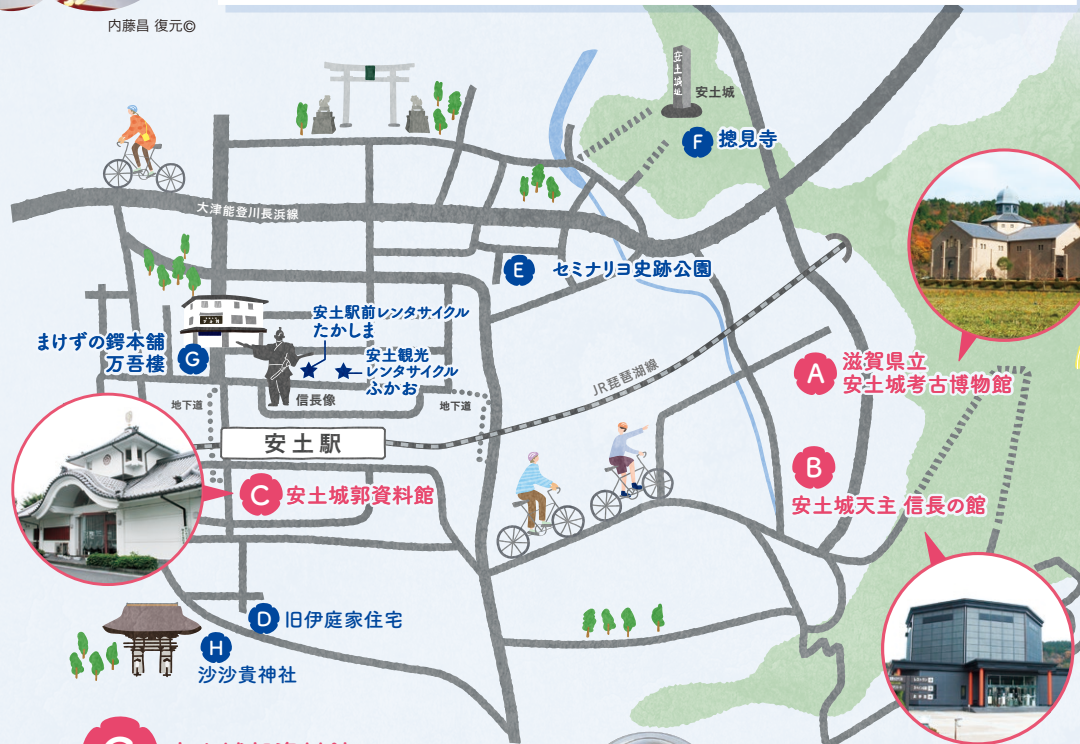 内藤昌 復元©
安土城址
安土城
F
摠見寺
大津能登川長浜線
E
セミナリヨ史跡公園
安土駅前レンタサイクル
たかしま
まけずの鍔本舗
万吾樓
G
安土観光
レンタサイクル
ふかお
JR琵琶湖線
A
滋賀県立
安土城考古博物館
地下道
信長像
地下道
安土駅
B
安土城天主 信長の館
C
安土城郭資料館
D
旧伊庭家住宅
H
沙沙貴神社